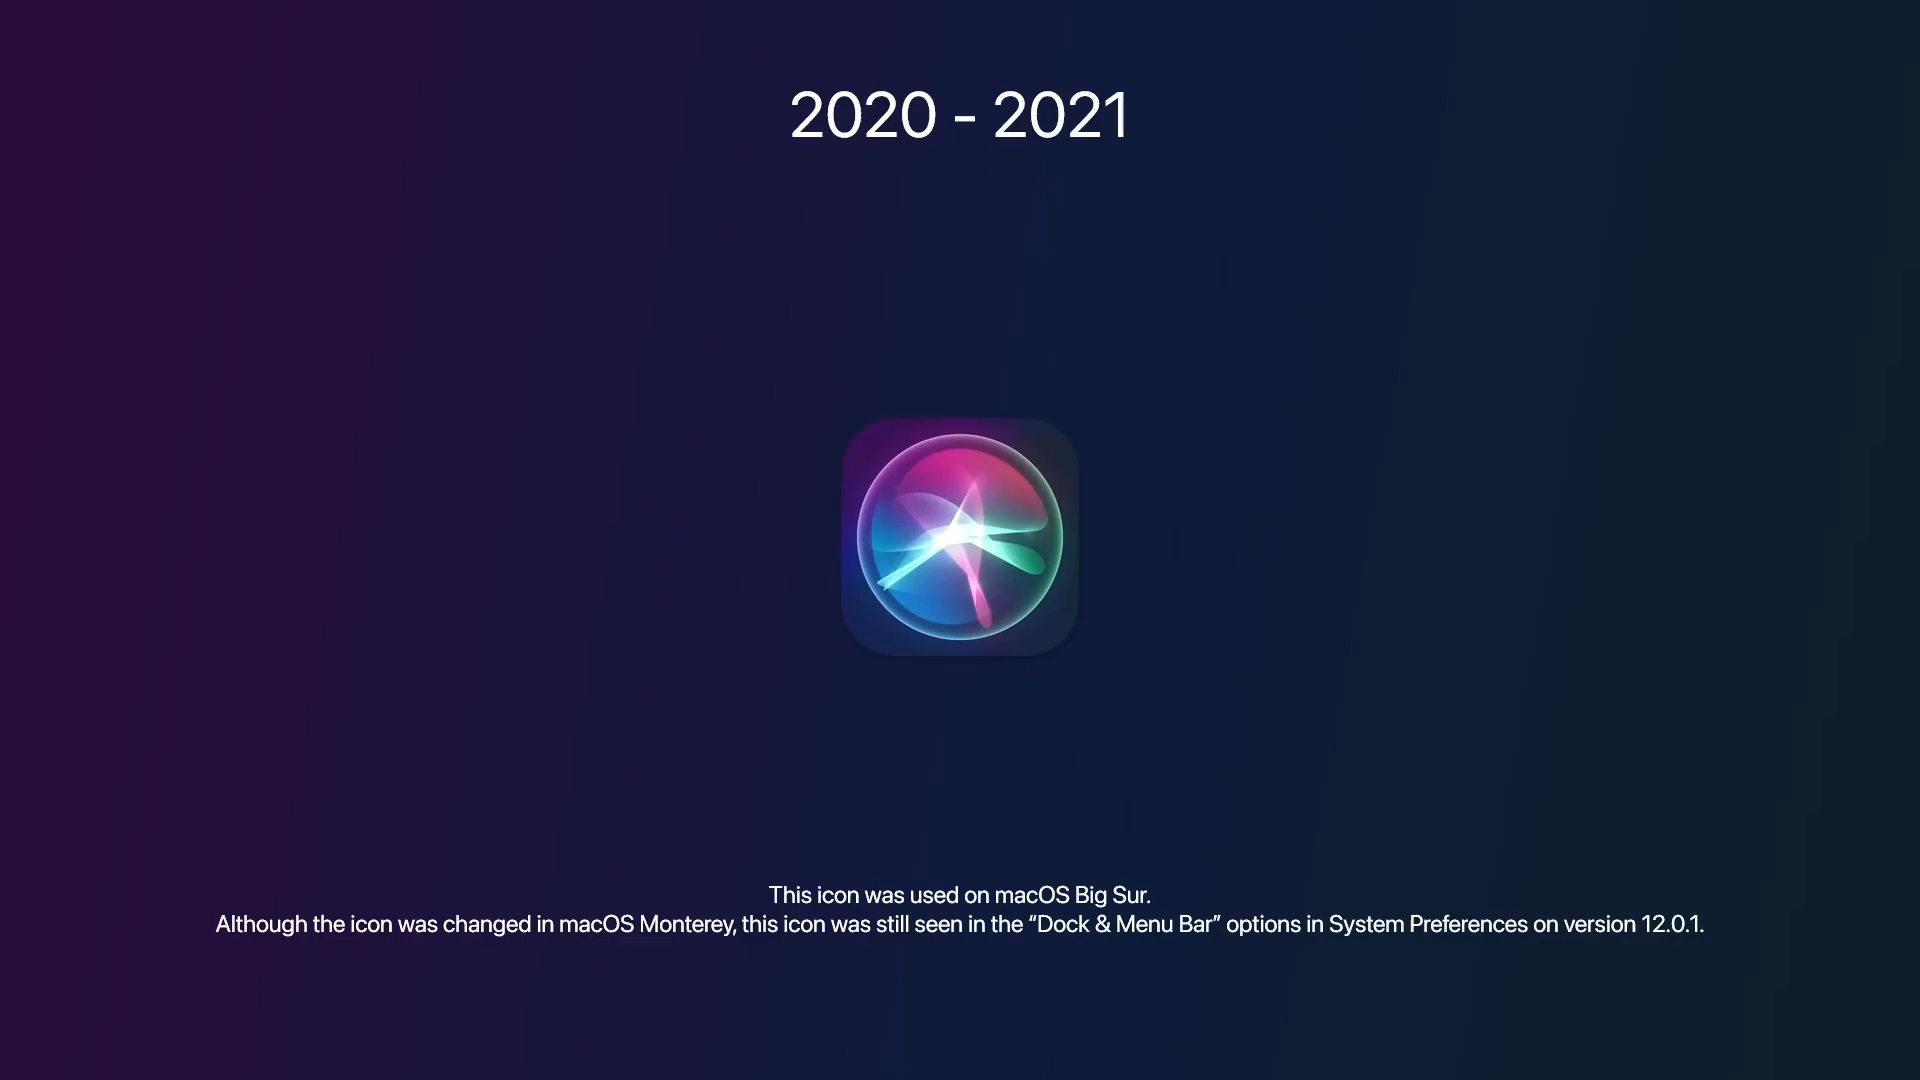 2020 - 2021
This icon was used on macOS Big Sur.
Although the icon was changed in macOS Monterey, this icon was still seen in the “Dock & Menu Bar” options in System Preferences on version 12.0.1.